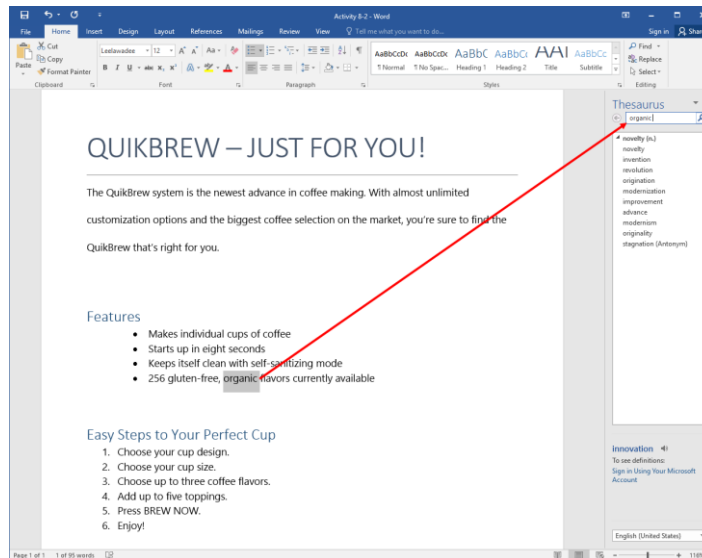 Activity 8-2 - Word
File Home Insert Design Layout References Mailings Review View Tell me what you want to do... Sign in Share
Paste
Cut
Copy
Format Painter
Clipboard
Leelawadee 12 A A Aa
B I U abc X₂ X² A A
Font
Paragraph
AaBbCcDc AaBbCcDc AaBbC AaBbCc AAI AaBbCc
¶ Normal ¶ No Spac... Heading 1 Heading 2 Title Subtitle
Styles
Find
Replace
Select
Editing
QUIKBREW – JUST FOR YOU!
The QuikBrew system is the newest advance in coffee making. With almost unlimited
customization options and the biggest coffee selection on the market, you're sure to find the
QuikBrew that's right for you.
Features
• Makes individual cups of coffee
• Starts up in eight seconds
• Keeps itself clean with self-sanitizing mode
• 256 gluten-free, organic flavors currently available
Easy Steps to Your Perfect Cup
1. Choose your cup design.
2. Choose your cup size.
3. Choose up to three coffee flavors.
4. Add up to five toppings.
5. Press BREW NOW.
6. Enjoy!
Thesaurus
organic
novelty (n.)
novelty
invention
revolution
origination
modernization
improvement
advance
modernism
originality
stagnation (Antonym)
innovation
To see definitions:
Sign in Using Your Microsoft
Account
English (United States)
Page 1 of 1 1 of 95 words 118%